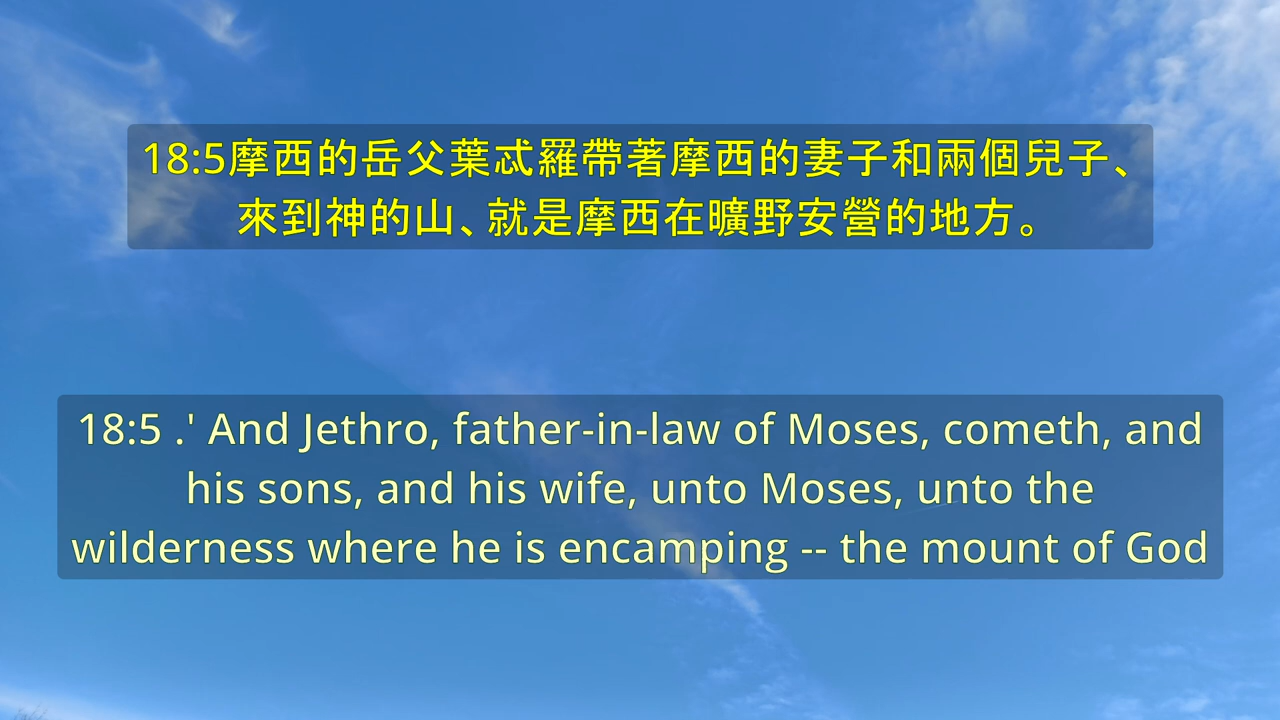 18:5摩西的岳父葉忒羅帶著摩西的妻子和兩個兒子、
來到神的山、就是摩西在曠野安營的地方。
18:5 .' And Jethro, father-in-law of Moses, cometh, and
his sons, and his wife, unto Moses, unto the
wilderness where he is encamping -- the mount of God